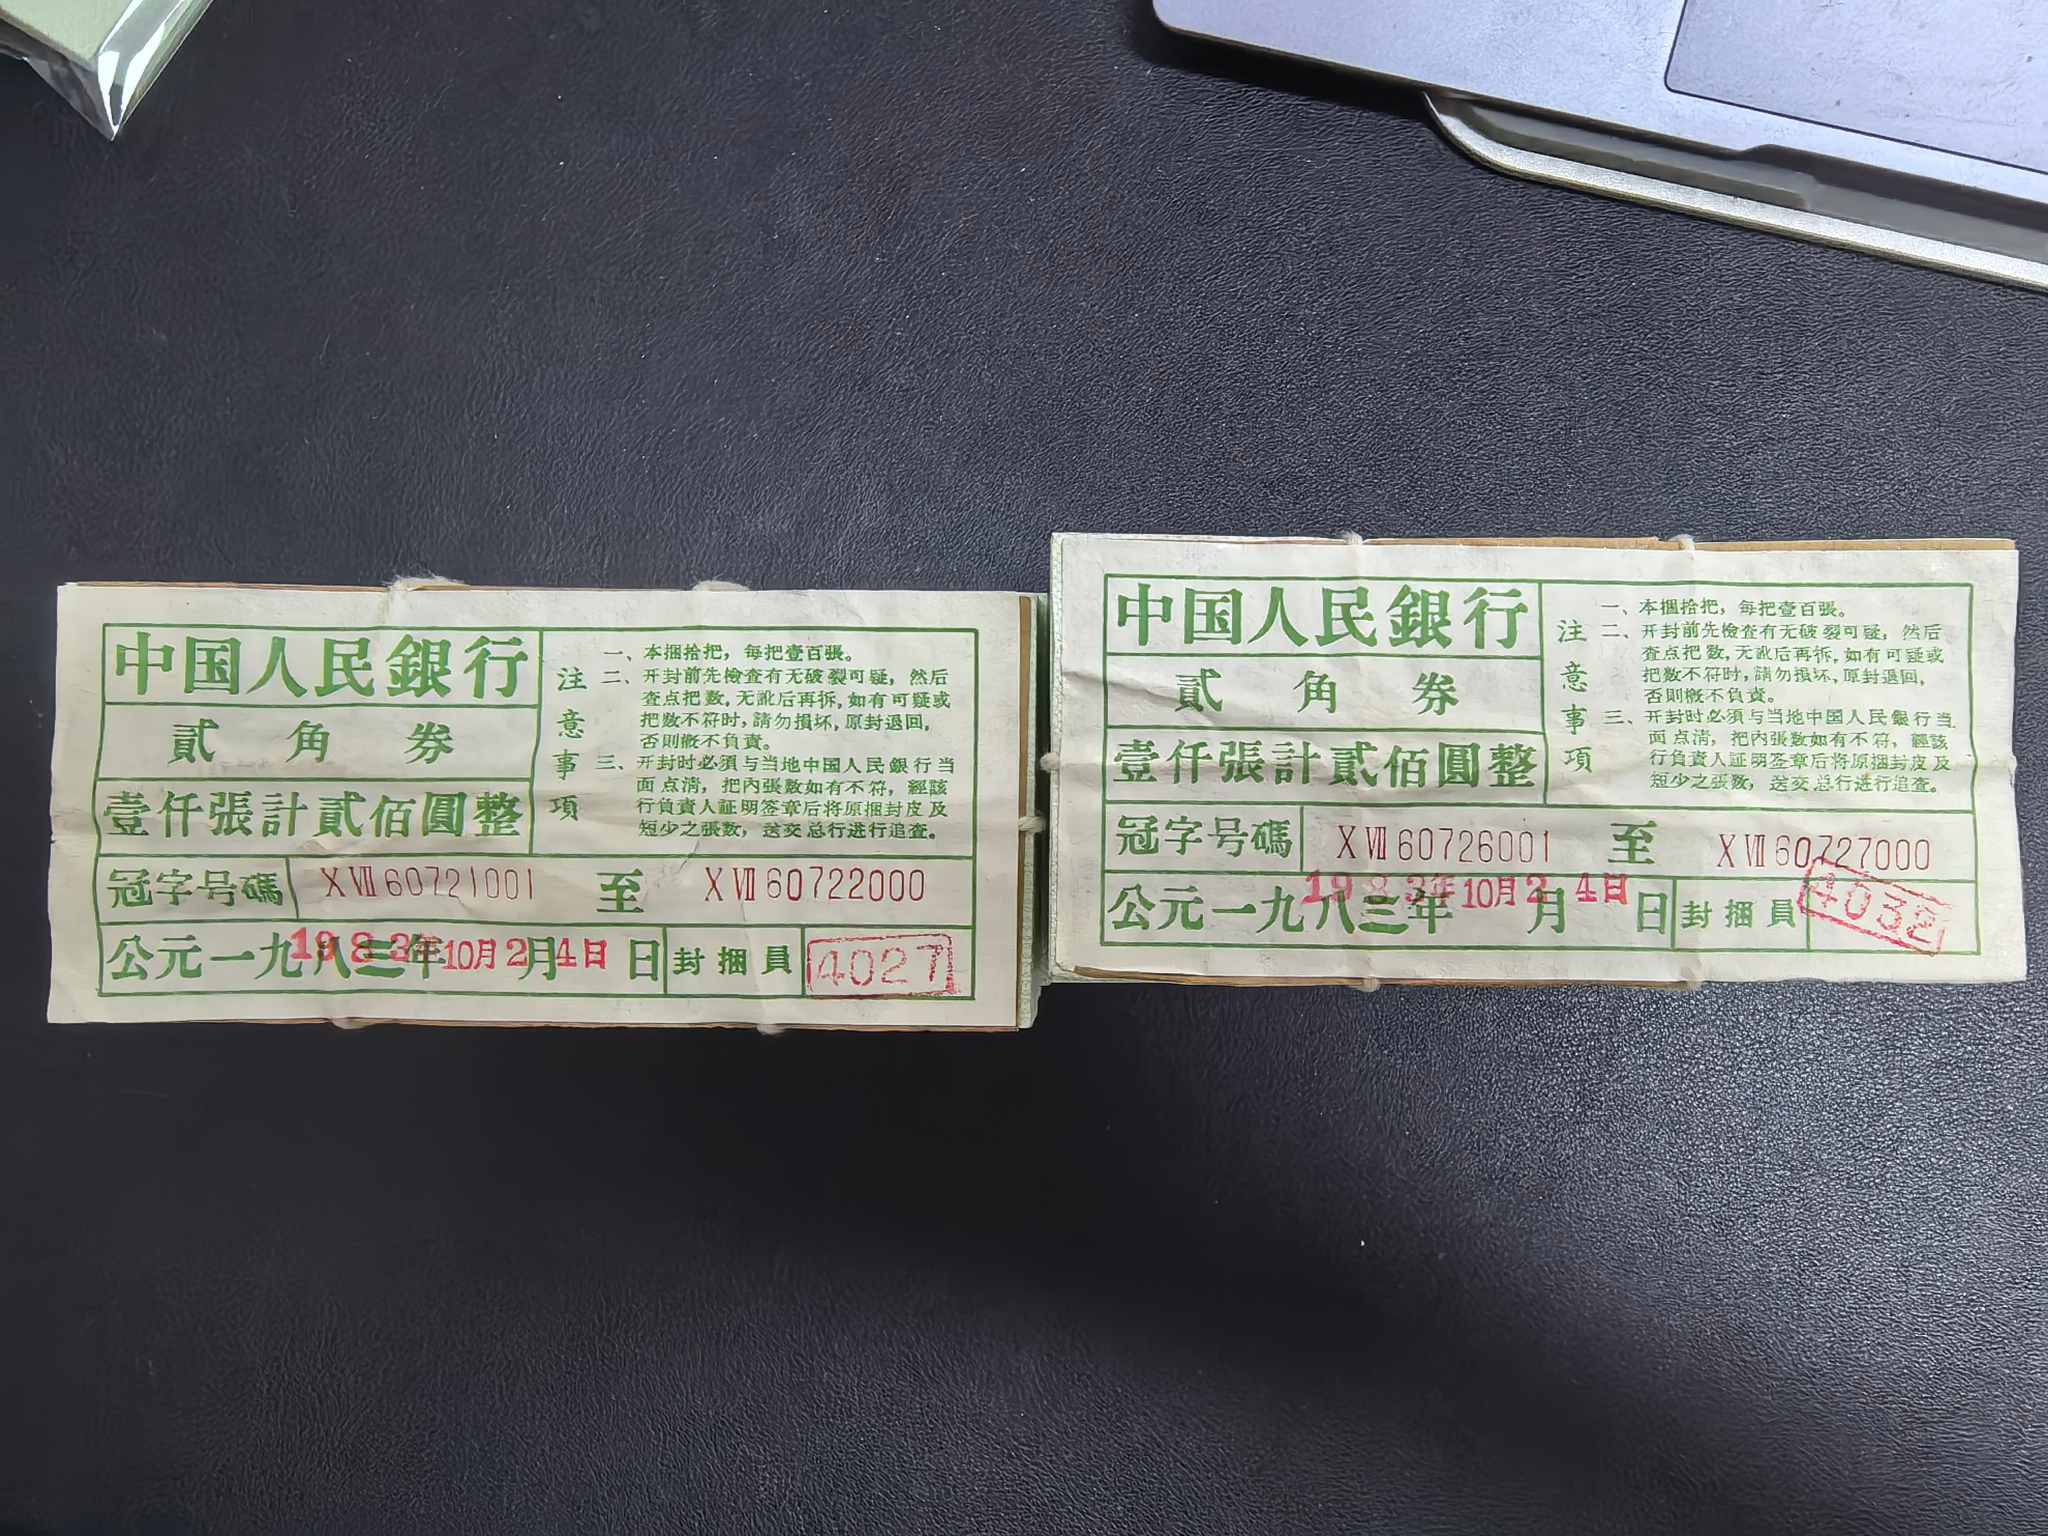 中国人民銀行
貳角券
壹仟張計貳佰圓整
注意事項
一、本捆拾把，每把壹百張。
二、开封前先檢查有无破裂可疑，然后
查点把数，无訛后再拆，如有可疑或
把数不符时，請勿損坏，原封退回，
否則概不負責。
三、开封时必須与当地中国人民銀行当
面点清，把內張数如有不符，經該
行負責人証明签章后将原捆封皮及
短少之張数，送交总行进行追查。
冠字号碼 XⅦ60721001 至 XⅦ60722000
公元一九八三年 月 日 封捆員 4027
1983年10月24日
中国人民銀行
貳角券
壹仟張計貳佰圓整
注意事項
一、本捆拾把，每把壹百張。
二、开封前先檢查有无破裂可疑，然后
查点把数，无訛后再拆，如有可疑或
把数不符时，請勿損坏，原封退回，
否則概不負責。
三、开封时必須与当地中国人民銀行当
面点清，把內張数如有不符，經該
行負責人証明签章后将原捆封皮及
短少之張数，送交总行进行追查。
冠字号碼 XⅦ60726001 至 XⅦ60727000
公元一九八三年 月 日 封捆員 4032
1983年10月24日